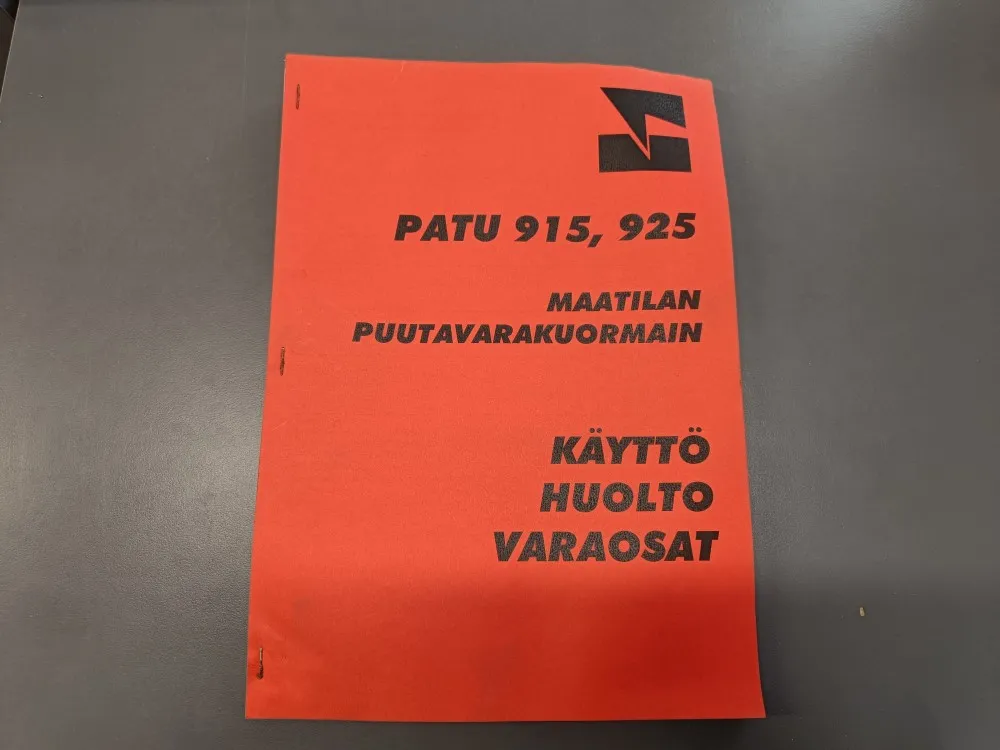 PATU 915, 925
MAATILAN
PUUTAVARAKUORMAIN
KÄYTTÖ
HUOLTO
VARAOSAT